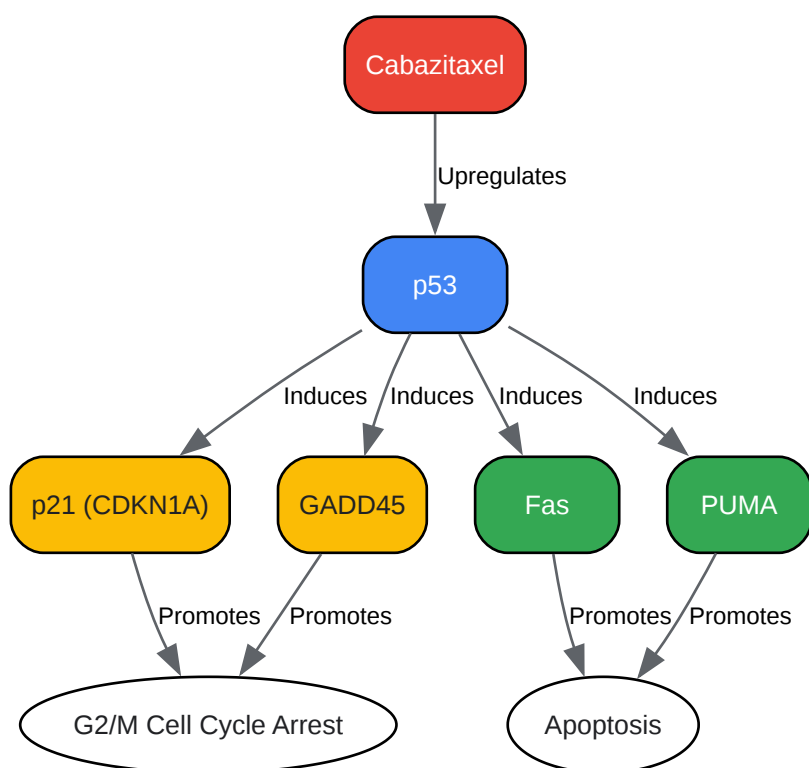 Cabazitaxel
Upregulates
p53
Induces
Induces
Induces
Induces
p21 (CDKN1A)
GADD45
Fas
PUMA
Promotes
Promotes
Promotes
Promotes
G2/M Cell Cycle Arrest
Apoptosis